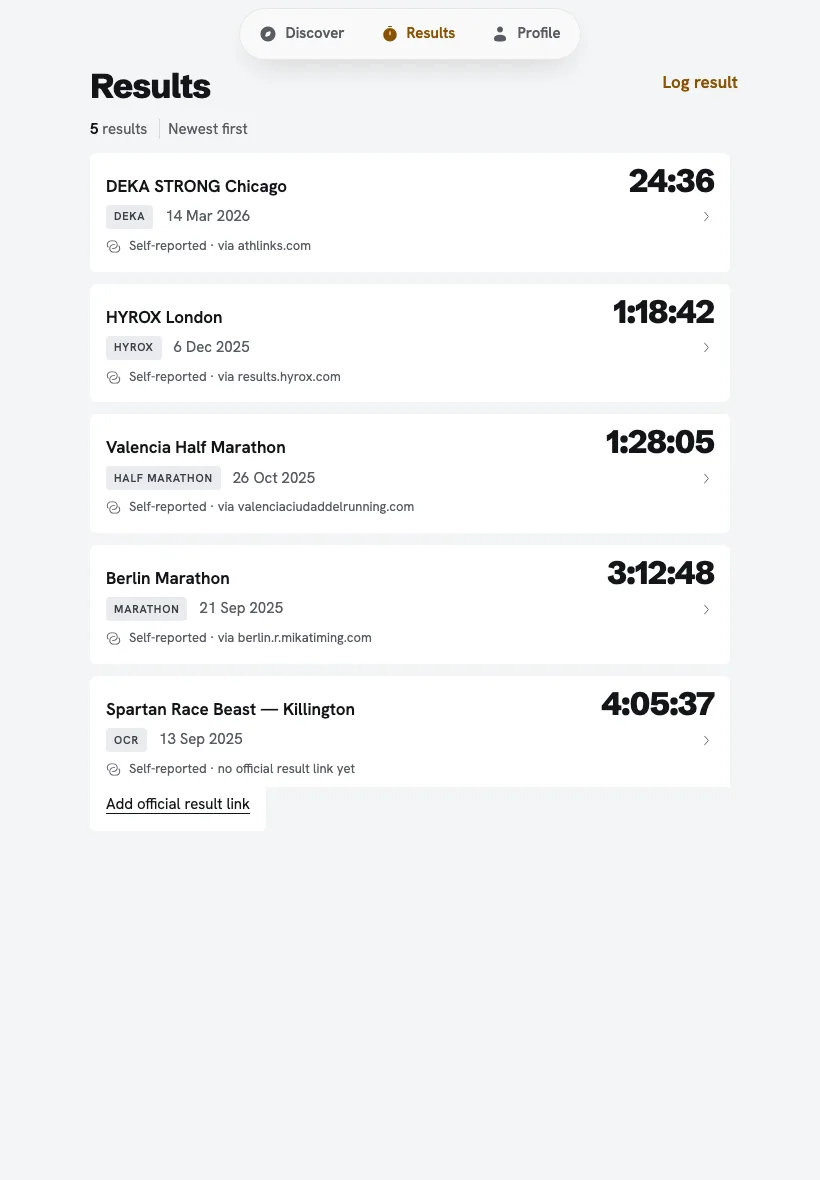 Discover Results Profile
Results
Log result
5 results Newest first
DEKA STRONG Chicago
24:36
DEKA 14 Mar 2026
Self-reported · via athlinks.com
HYROX London
1:18:42
HYROX 6 Dec 2025
Self-reported · via results.hyrox.com
Valencia Half Marathon
1:28:05
HALF MARATHON 26 Oct 2025
Self-reported · via valenciaciudaddelrunning.com
Berlin Marathon
3:12:48
MARATHON 21 Sep 2025
Self-reported · via berlin.r.mikatiming.com
Spartan Race Beast — Killington
4:05:37
OCR 13 Sep 2025
Self-reported · no official result link yet
Add official result link